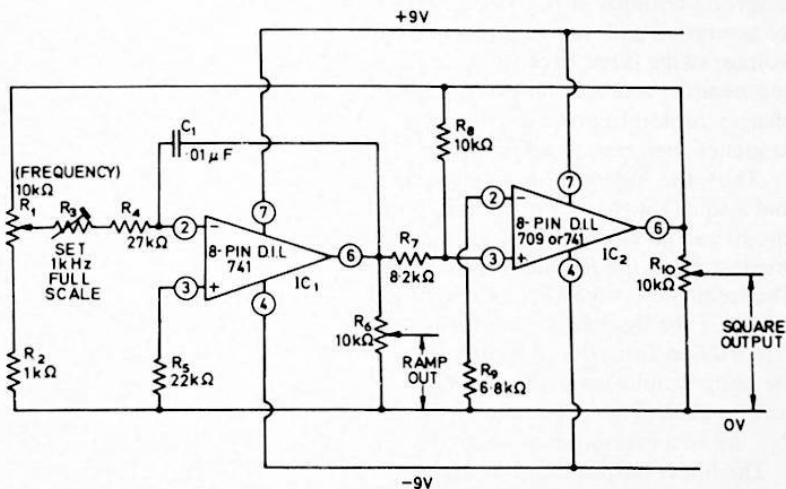 +9V
C₁
·01μF
R₈
10kΩ
(FREQUENCY)
10kΩ
R₁
R₃
R₄
27kΩ
SET
1kHz
FULL
SCALE
2
−
7
8-PIN D.I.L
741
IC₁
6
3
+
4
R₇
8·2kΩ
2
−
7
8-PIN D.I.L
709 or 741
IC₂
6
3
+
4
R₁₀
10kΩ
R₂
1kΩ
R₅
22kΩ
R₆
10kΩ
RAMP
OUT
R₉
6·8kΩ
SQUARE
OUTPUT
0V
−9V